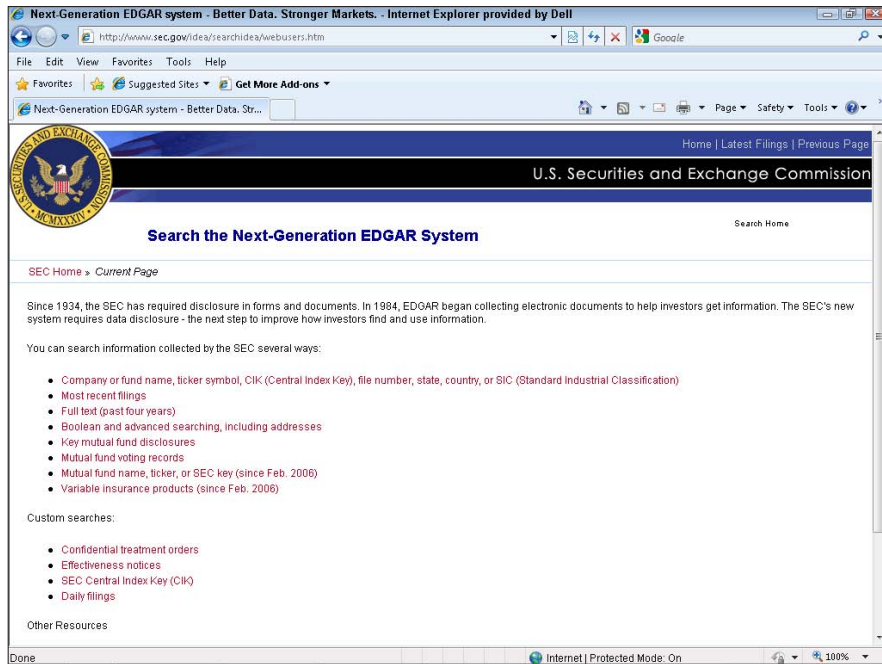 Next-Generation EDGAR system - Better Data. Stronger Markets. - Internet Explorer provided by Dell
http://www.sec.gov/idea/searchidea/webusers.htm
Google
File Edit View Favorites Tools Help
Favorites Suggested Sites Get More Add-ons
Next-Generation EDGAR system - Better Data. Str...
Page Safety Tools
Home | Latest Filings | Previous Page
U.S. Securities and Exchange Commission
U.S. SECURITIES AND EXCHANGE COMMISSION
MCMXXXIV
Search the Next-Generation EDGAR System
Search Home
SEC Home » Current Page
Since 1934, the SEC has required disclosure in forms and documents. In 1984, EDGAR began collecting electronic documents to help investors get information. The SEC's new
system requires data disclosure - the next step to improve how investors find and use information.
You can search information collected by the SEC several ways:
• Company or fund name, ticker symbol, CIK (Central Index Key), file number, state, country, or SIC (Standard Industrial Classification)
• Most recent filings
• Full text (past four years)
• Boolean and advanced searching, including addresses
• Key mutual fund disclosures
• Mutual fund voting records
• Mutual fund name, ticker, or SEC key (since Feb. 2006)
• Variable insurance products (since Feb. 2006)
Custom searches:
• Confidential treatment orders
• Effectiveness notices
• SEC Central Index Key (CIK)
• Daily filings
Other Resources
Done
Internet | Protected Mode: On
100%